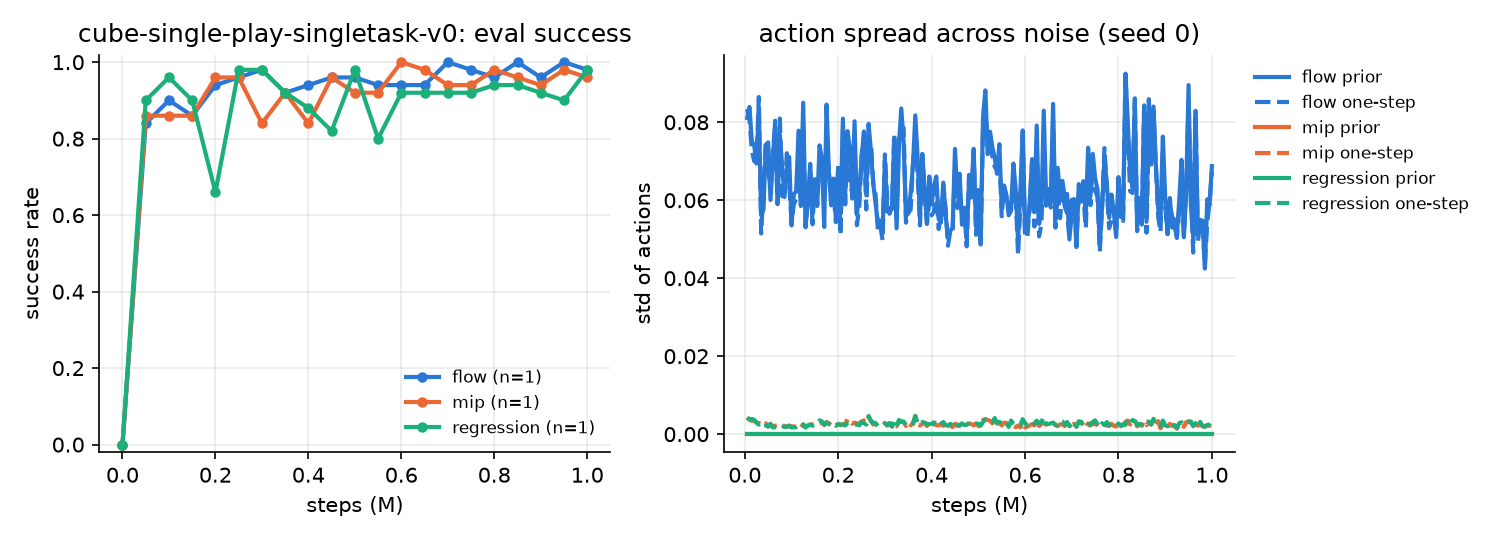 cube-single-play-singletask-v0: eval success
success rate
1.0
0.8
0.6
0.4
0.2
0.0
0.0 0.2 0.4 0.6 0.8 1.0
steps (M)
flow (n=1)
mip (n=1)
regression (n=1)
action spread across noise (seed 0)
std of actions
0.08
0.06
0.04
0.02
0.00
0.0 0.2 0.4 0.6 0.8 1.0
steps (M)
flow prior
flow one-step
mip prior
mip one-step
regression prior
regression one-step